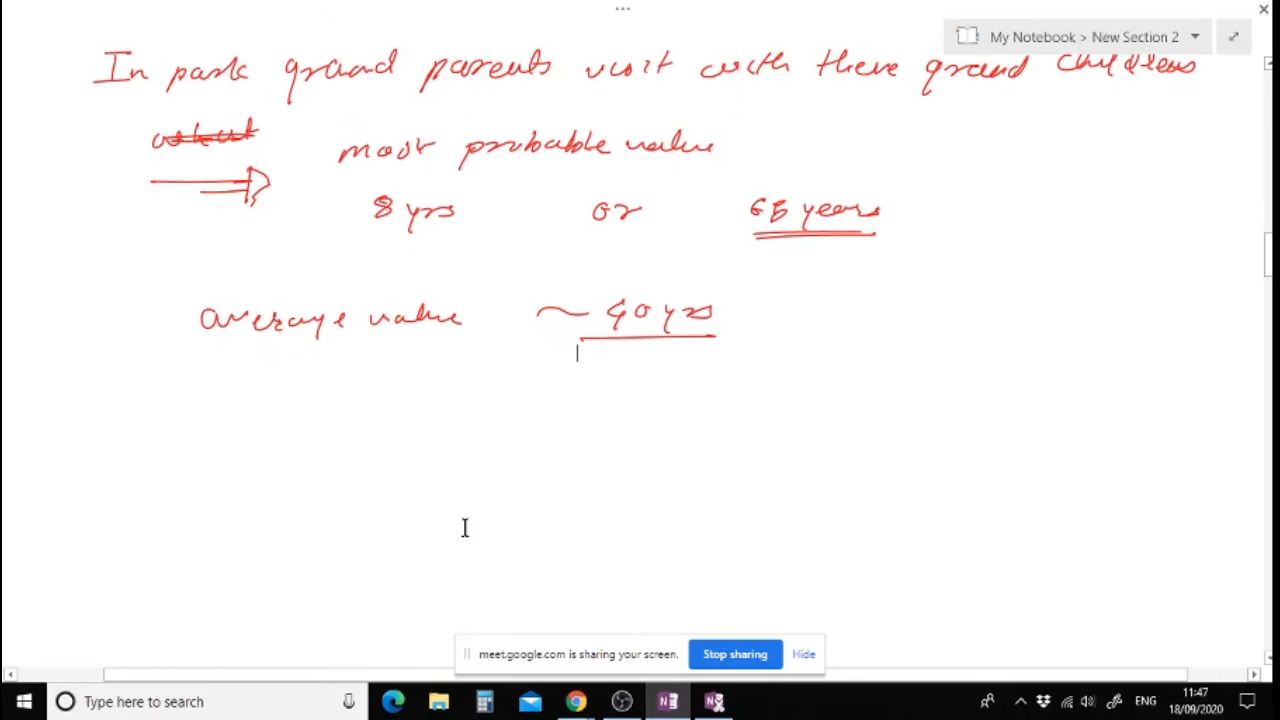 My Notebook > New Section 2
In park grand parents visit with there grand childrens
most probable value
8 yrs or 65 years
average value ~ 40 yrs
meet.google.com is sharing your screen. Stop sharing Hide
Type here to search
ENG
11:47
18/09/2020